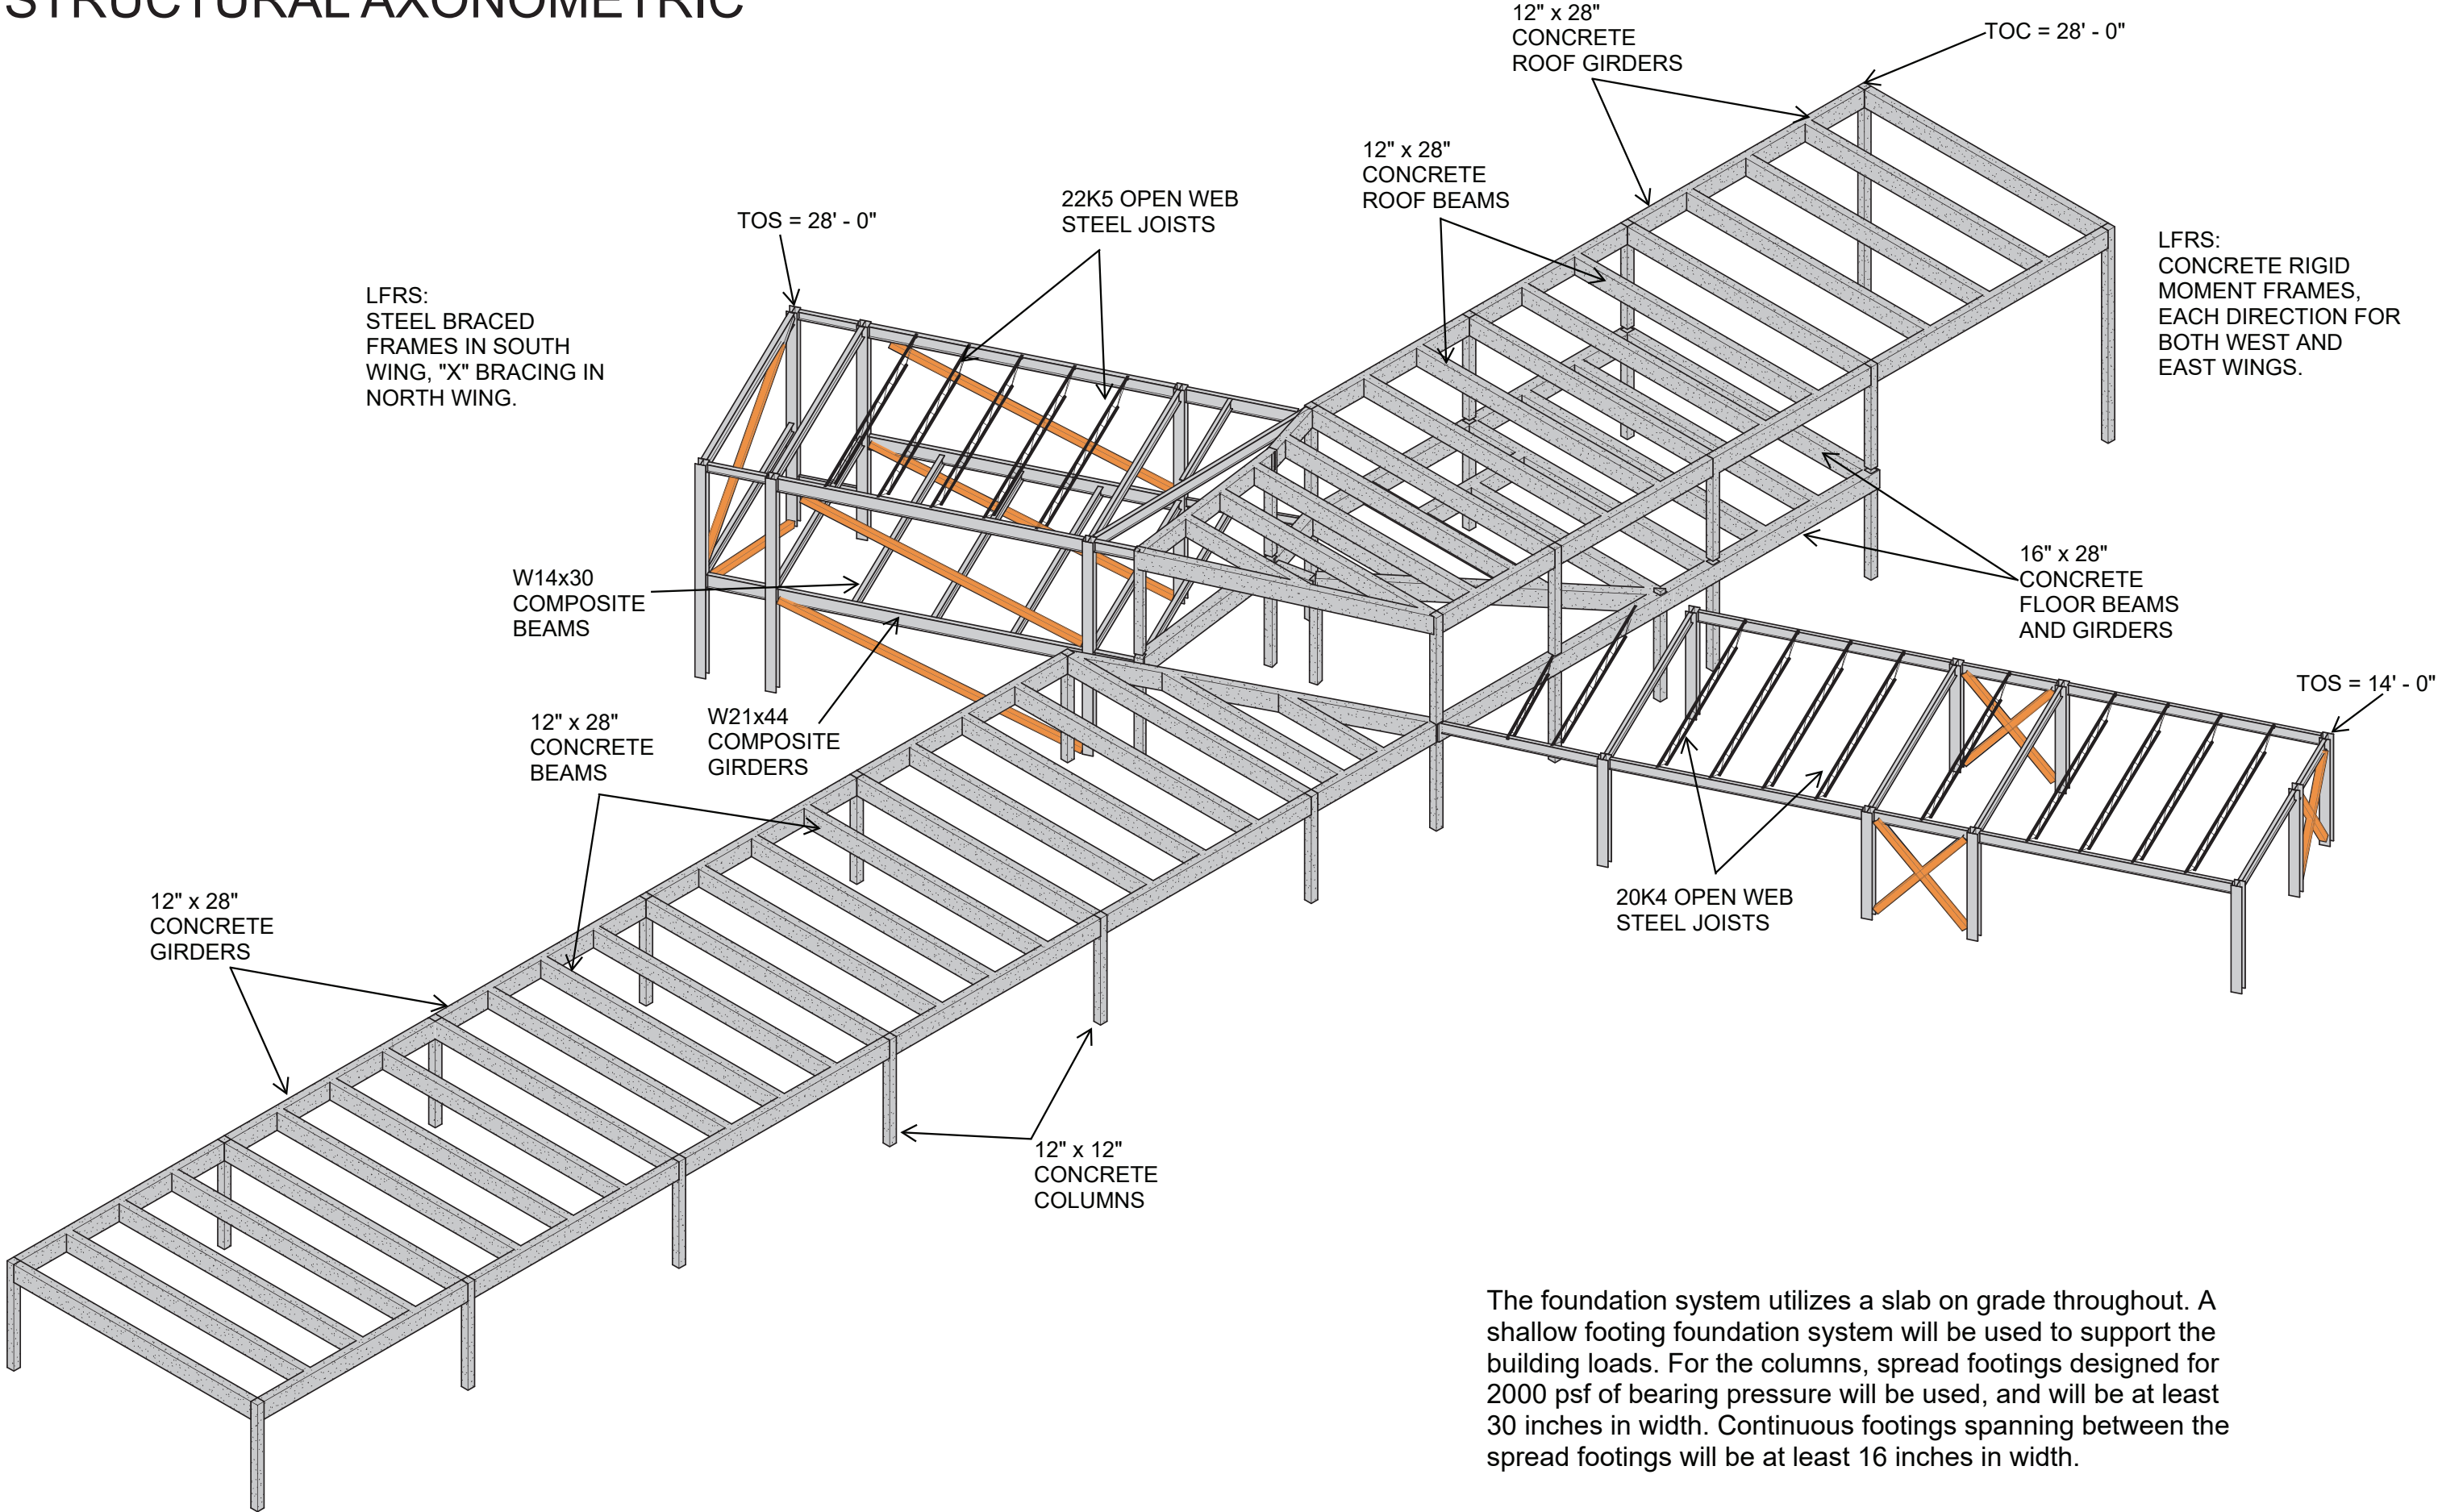 STRUCTURAL AXONOMETRIC
12" x 28"
CONCRETE
ROOF GIRDERS
TOC = 28' - 0"
12" x 28"
CONCRETE
ROOF BEAMS
22K5 OPEN WEB
STEEL JOISTS
TOS = 28' - 0"
LFRS:
CONCRETE RIGID
MOMENT FRAMES,
EACH DIRECTION FOR
BOTH WEST AND
EAST WINGS.
LFRS:
STEEL BRACED
FRAMES IN SOUTH
WING, "X" BRACING IN
NORTH WING.
W14x30
COMPOSITE
BEAMS
16" x 28"
CONCRETE
FLOOR BEAMS
AND GIRDERS
TOS = 14' - 0"
12" x 28"
CONCRETE
BEAMS
W21x44
COMPOSITE
GIRDERS
20K4 OPEN WEB
STEEL JOISTS
12" x 28"
CONCRETE
GIRDERS
12" x 12"
CONCRETE
COLUMNS
The foundation system utilizes a slab on grade throughout. A
shallow footing foundation system will be used to support the
building loads. For the columns, spread footings designed for
2000 psf of bearing pressure will be used, and will be at least
30 inches in width. Continuous footings spanning between the
spread footings will be at least 16 inches in width.